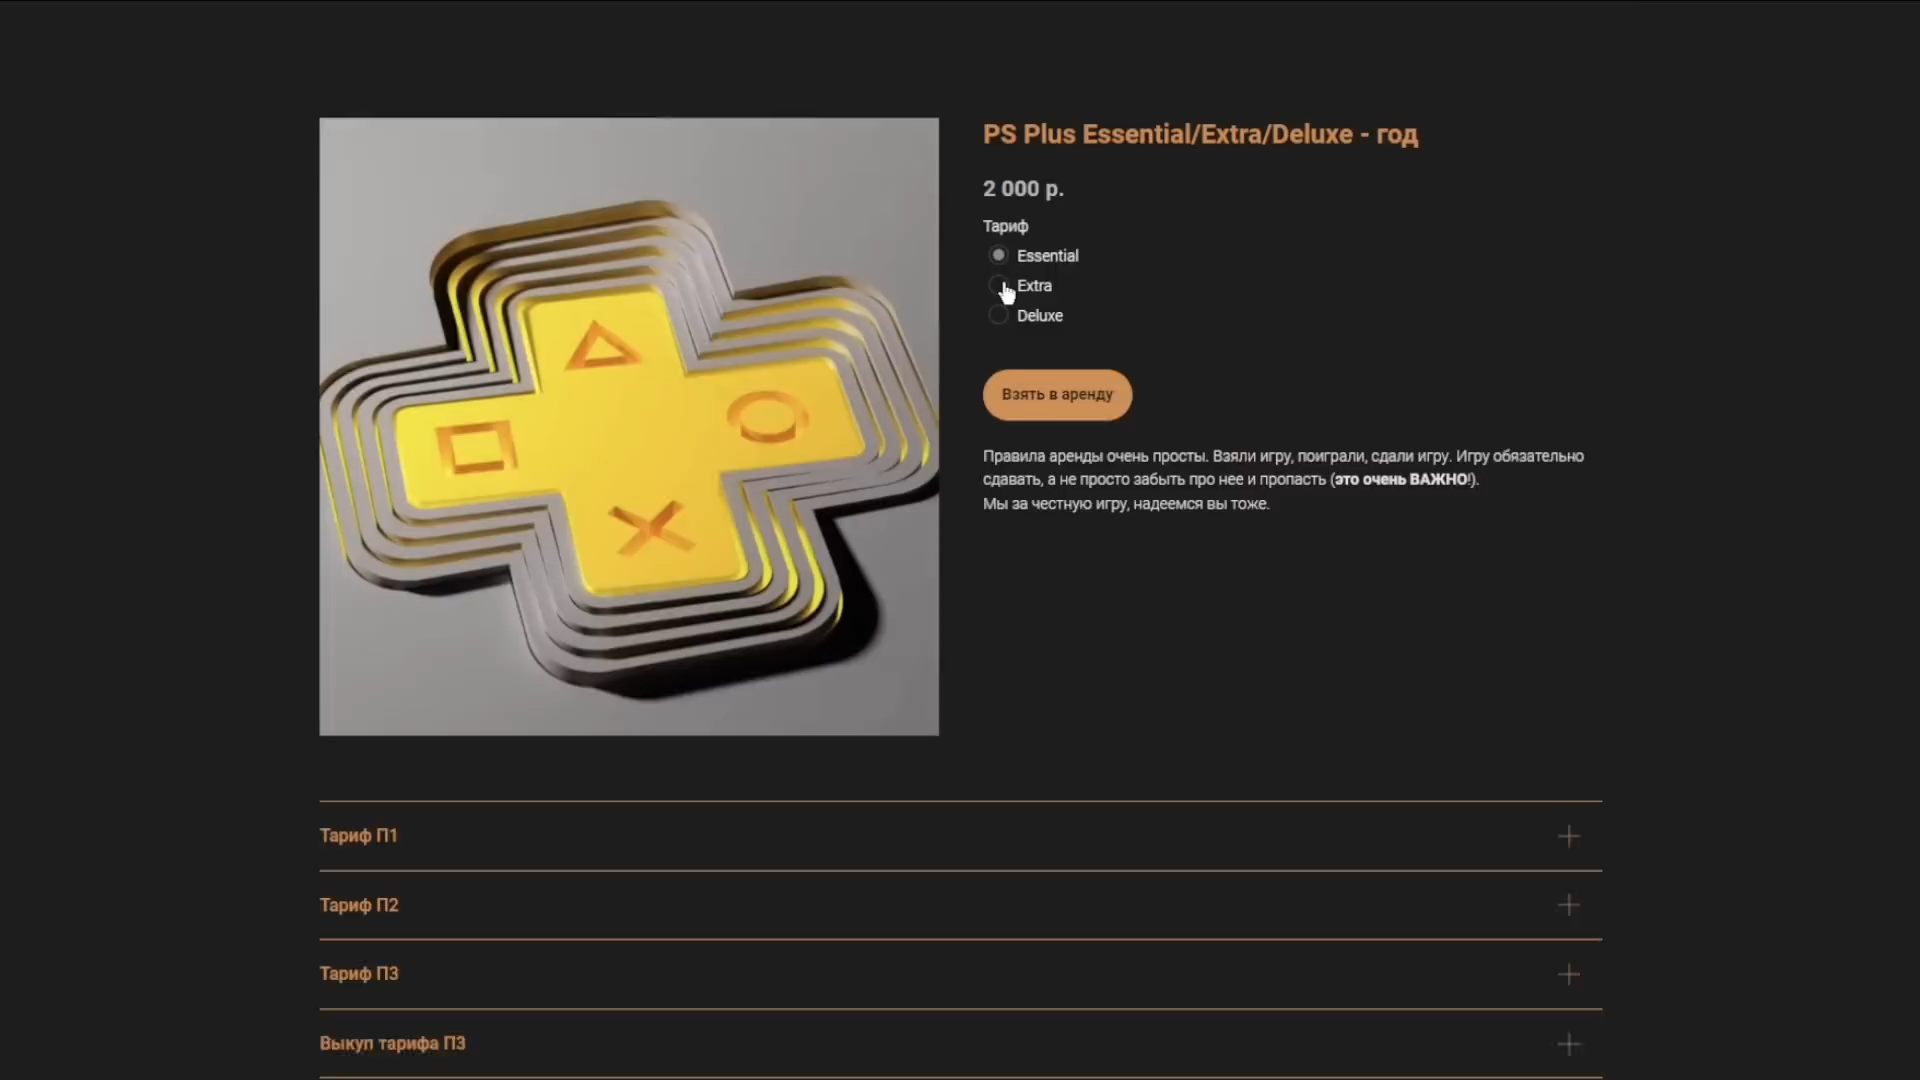 PS Plus Essential/Extra/Deluxe - год
2 000 р.
Тариф
Essential
Extra
Deluxe
Взять в аренду
Правила аренды очень просты. Взяли игру, поиграли, сдали игру. Игру обязательно
сдавать, а не просто забыть про нее и пропасть (это очень ВАЖНО!).
Мы за честную игру, надеемся вы тоже.
Тариф П1
Тариф П2
Тариф П3
Выкуп тарифа П3